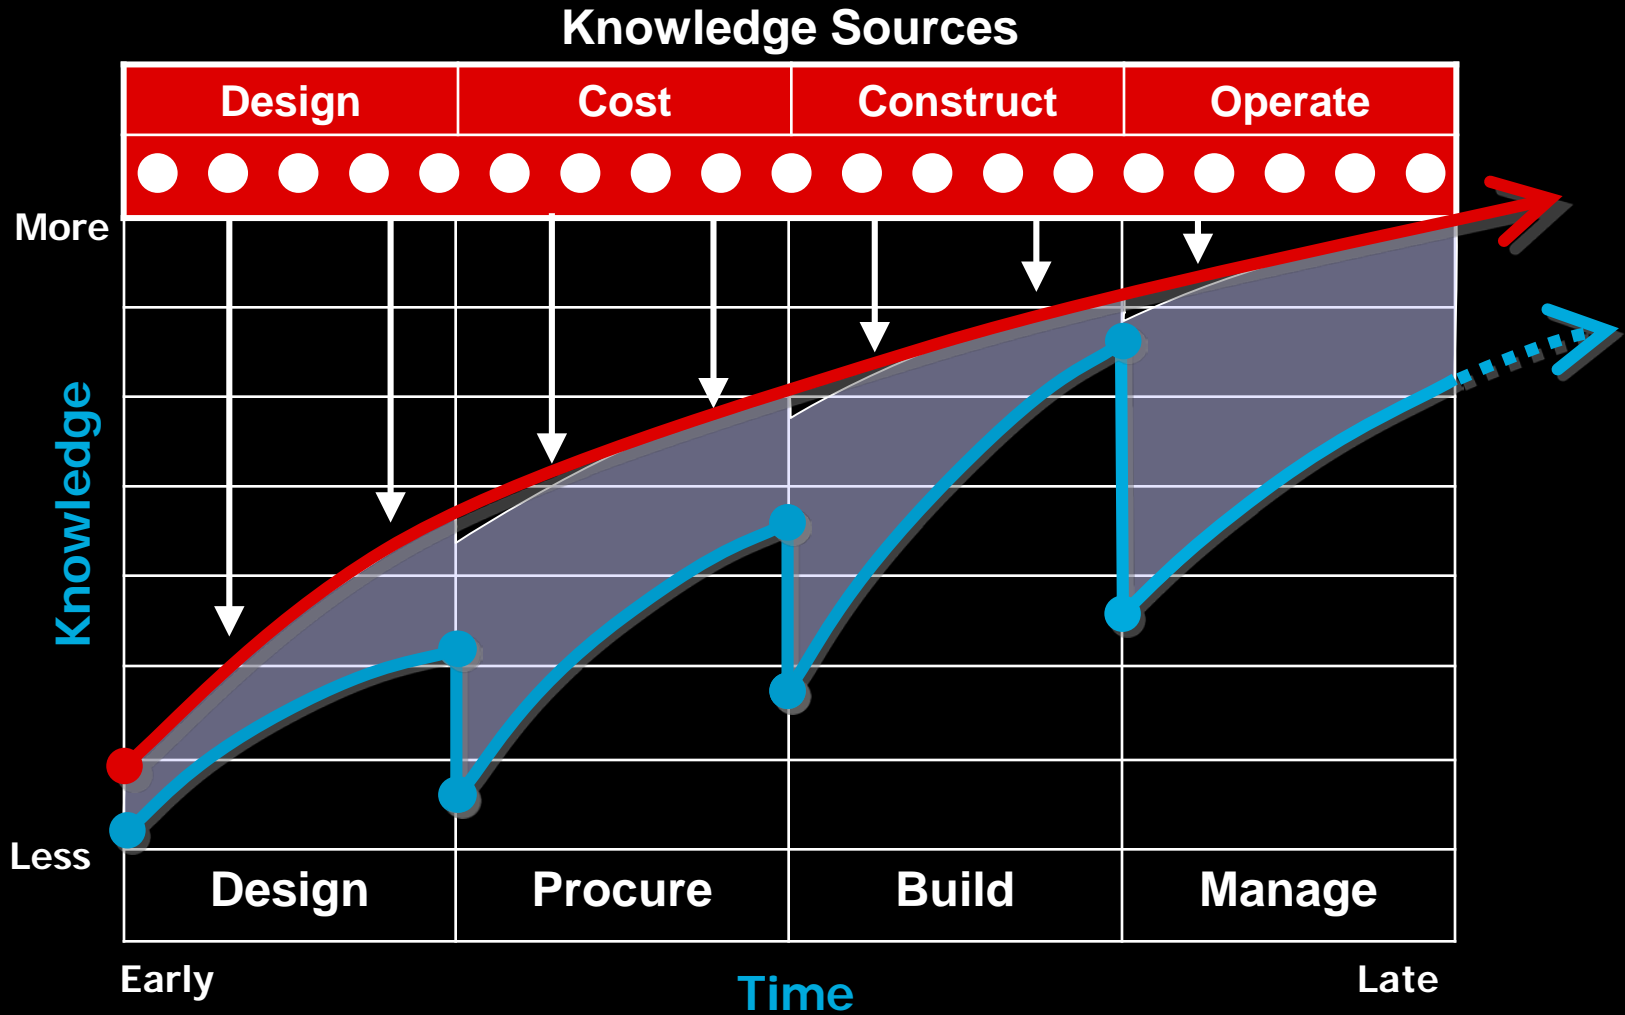 Knowledge Sources
Design Cost Construct Operate
More
Knowledge
Less
Design Procure Build Manage
Early Time Late